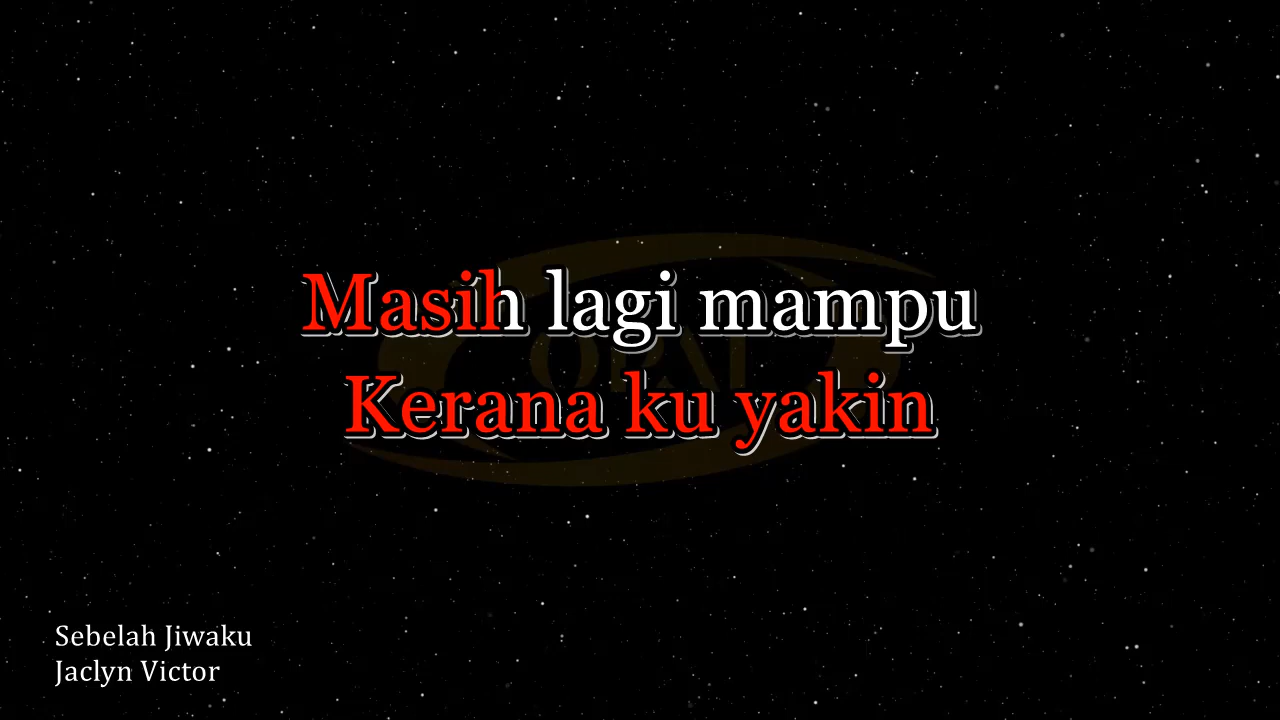 Masih lagi mampu
Kerana ku yakin
Sebelah Jiwaku
Jaclyn Victor